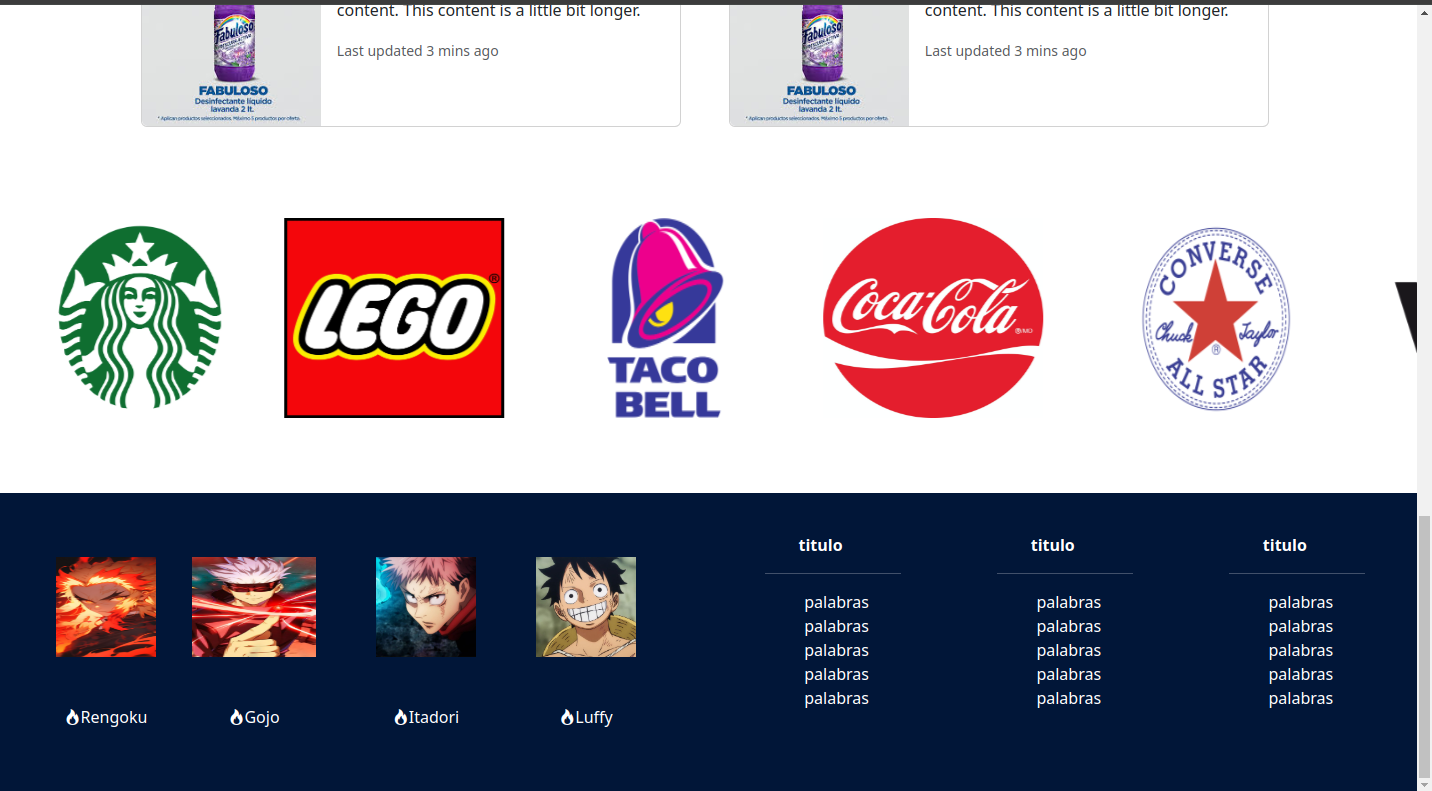 content. This content is a little bit longer.
Last updated 3 mins ago
Fabuloso
FABULOSO
Desinfectante líquido
lavanda 2 lt.
* Aplican productos seleccionados. Máximo 5 productos por oferta.
content. This content is a little bit longer.
Last updated 3 mins ago
Fabuloso
FABULOSO
Desinfectante líquido
lavanda 2 lt.
* Aplican productos seleccionados. Máximo 5 productos por oferta.
LEGO ®
TACO
BELL
Coca-Cola ®
CONVERSE
Chuck Taylor
®
ALL STAR
Rengoku
Gojo
Itadori
Luffy
titulo
palabras
palabras
palabras
palabras
palabras
titulo
palabras
palabras
palabras
palabras
palabras
titulo
palabras
palabras
palabras
palabras
palabras